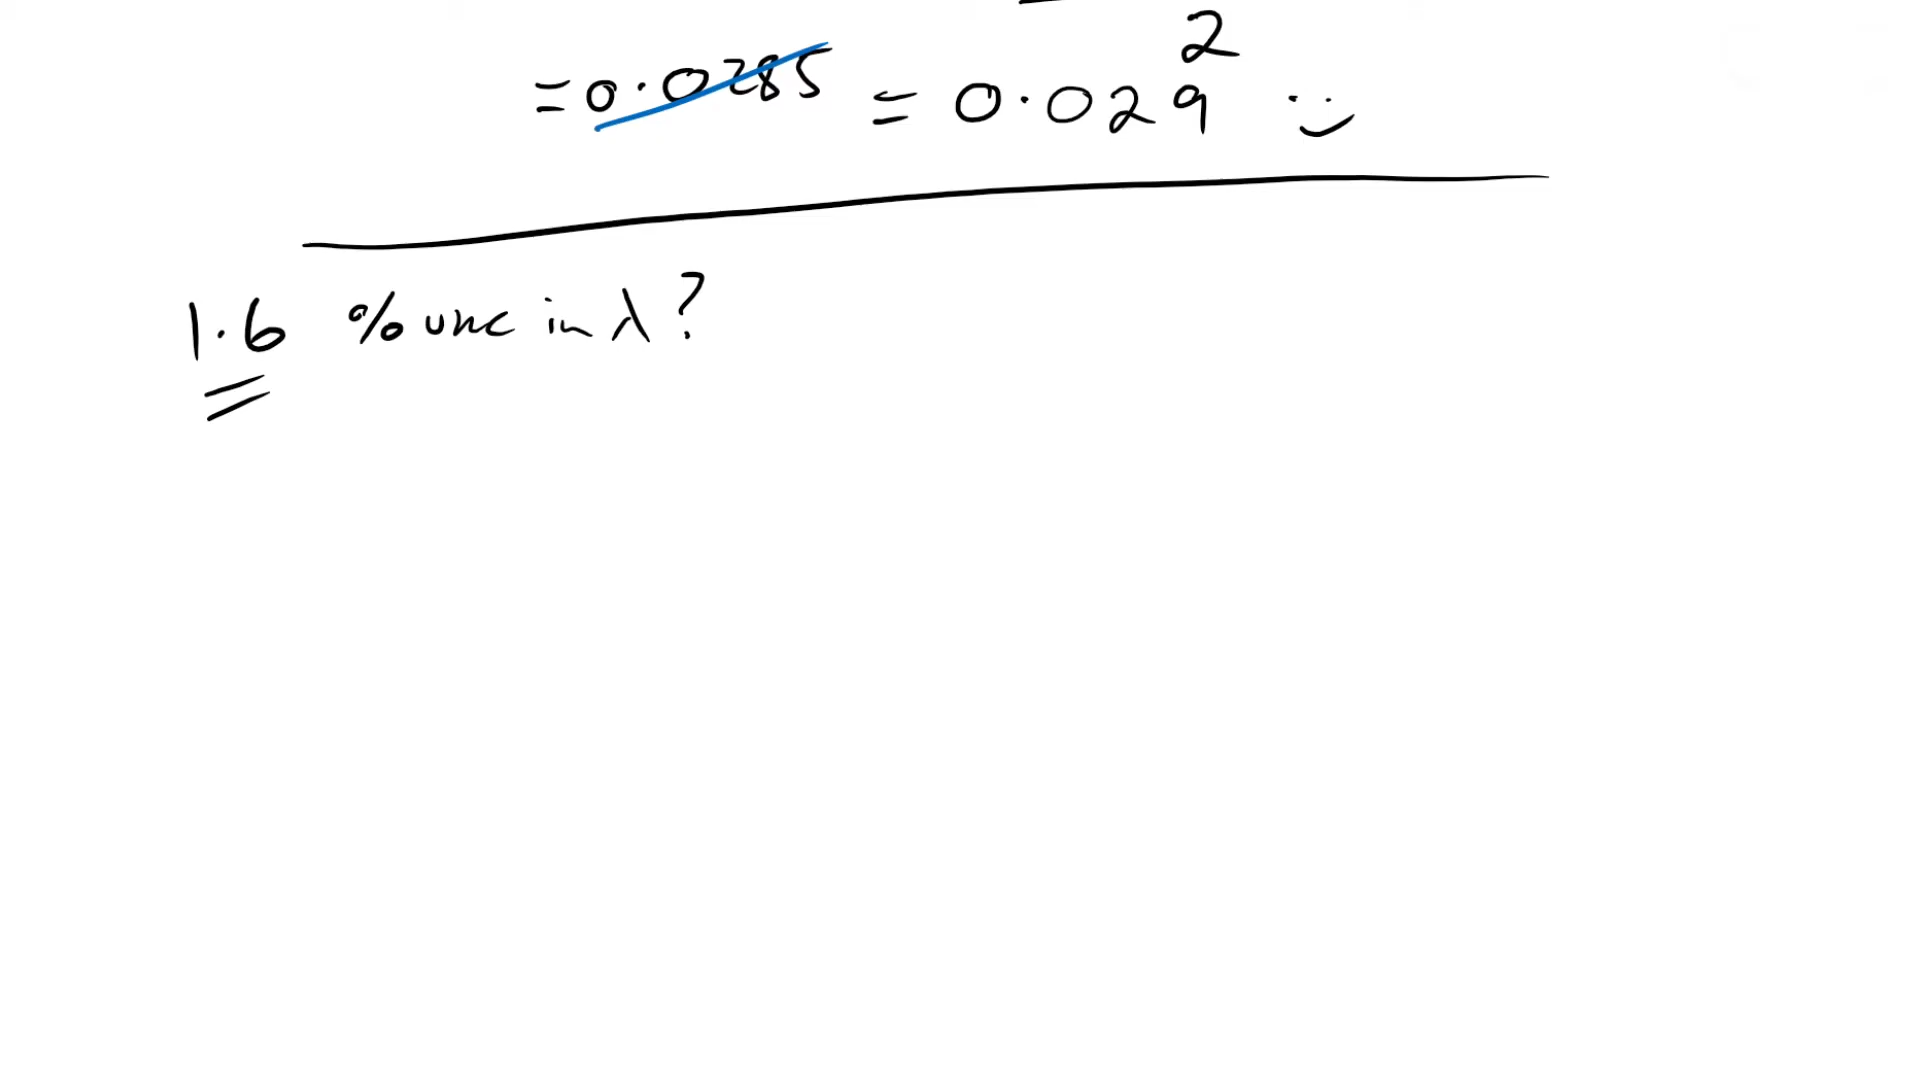 2
= 0.0285 = 0.029
1.6 % unc in λ?